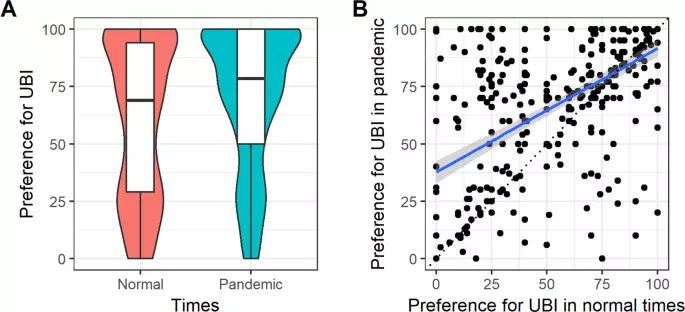 A
Preference for UBI
100
75
50
25
0
Normal
Pandemic
Times
B
Preference for UBI in pandemic
100
75
50
25
0
0
25
50
75
100
Preference for UBI in normal times